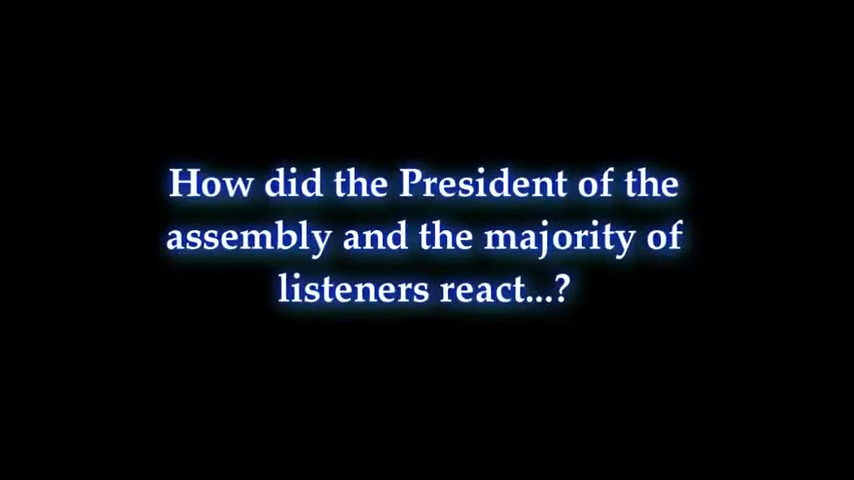 How did the President of the
assembly and the majority of
listeners react...?